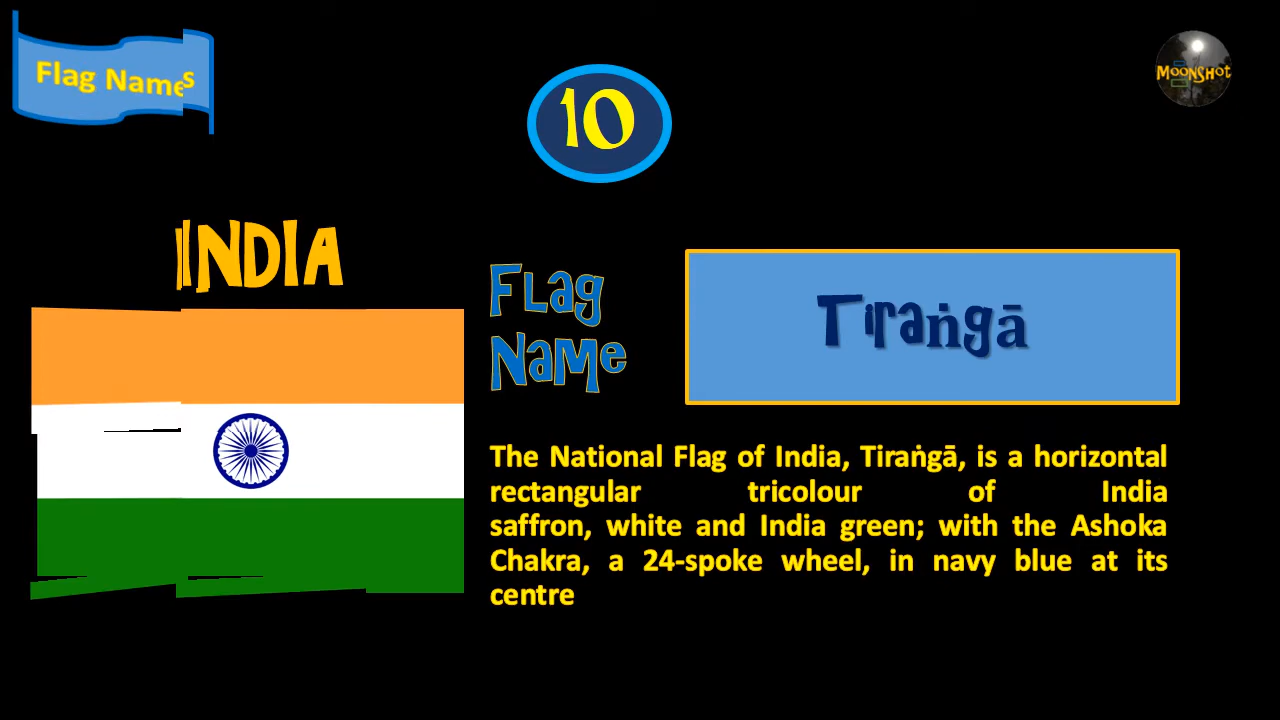 Flag Names
MOONSHOT
10
INDIA
Flag
Name
Tiraṅgā
The National Flag of India, Tiraṅgā, is a horizontal
rectangular tricolour of India
saffron, white and India green; with the Ashoka
Chakra, a 24-spoke wheel, in navy blue at its
centre